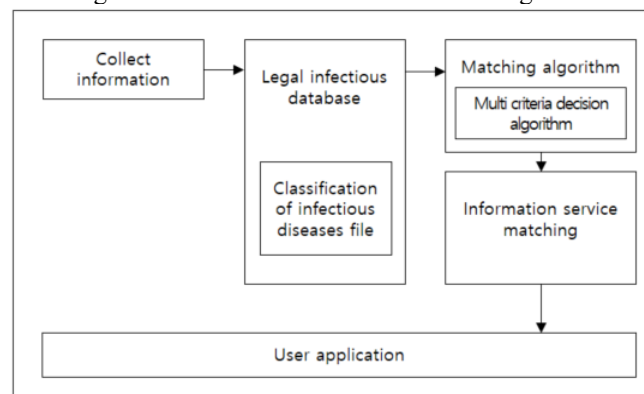 Collect
information
Legal infectious
database
Classification
of infectious
diseases file
Matching algorithm
Multi criteria decision
algorithm
Information service
matching
User application